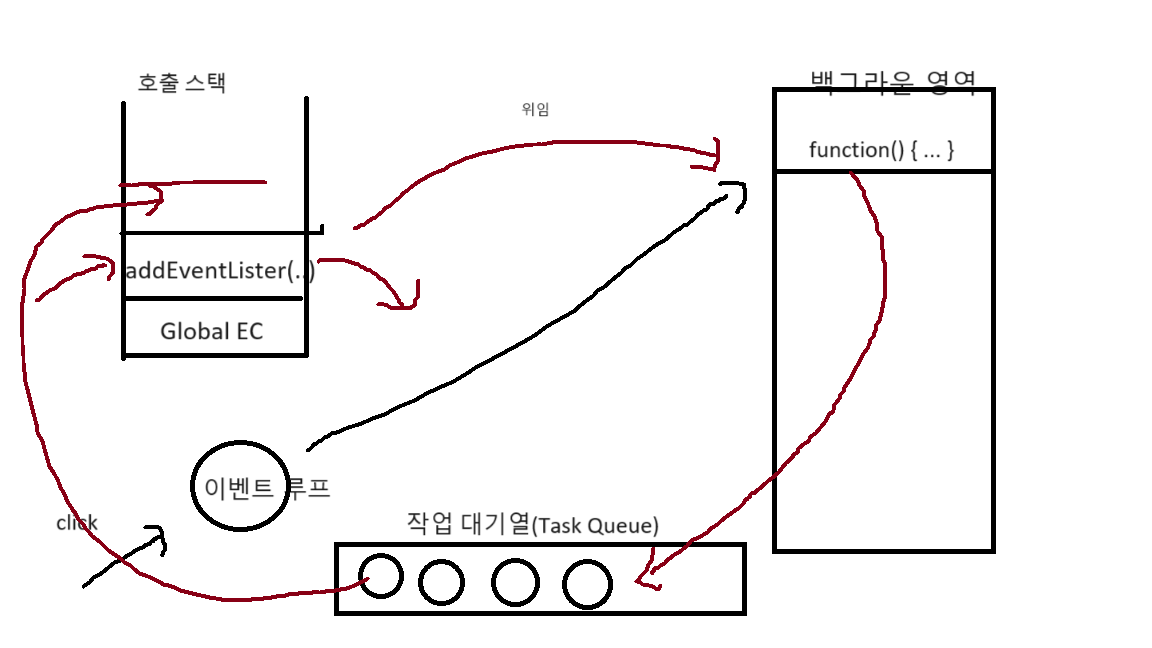 호출 스택
백그라운 영역
위임
function() { ... }
addEventLister(..)
Global EC
이벤트 루프
click
작업 대기열(Task Queue)